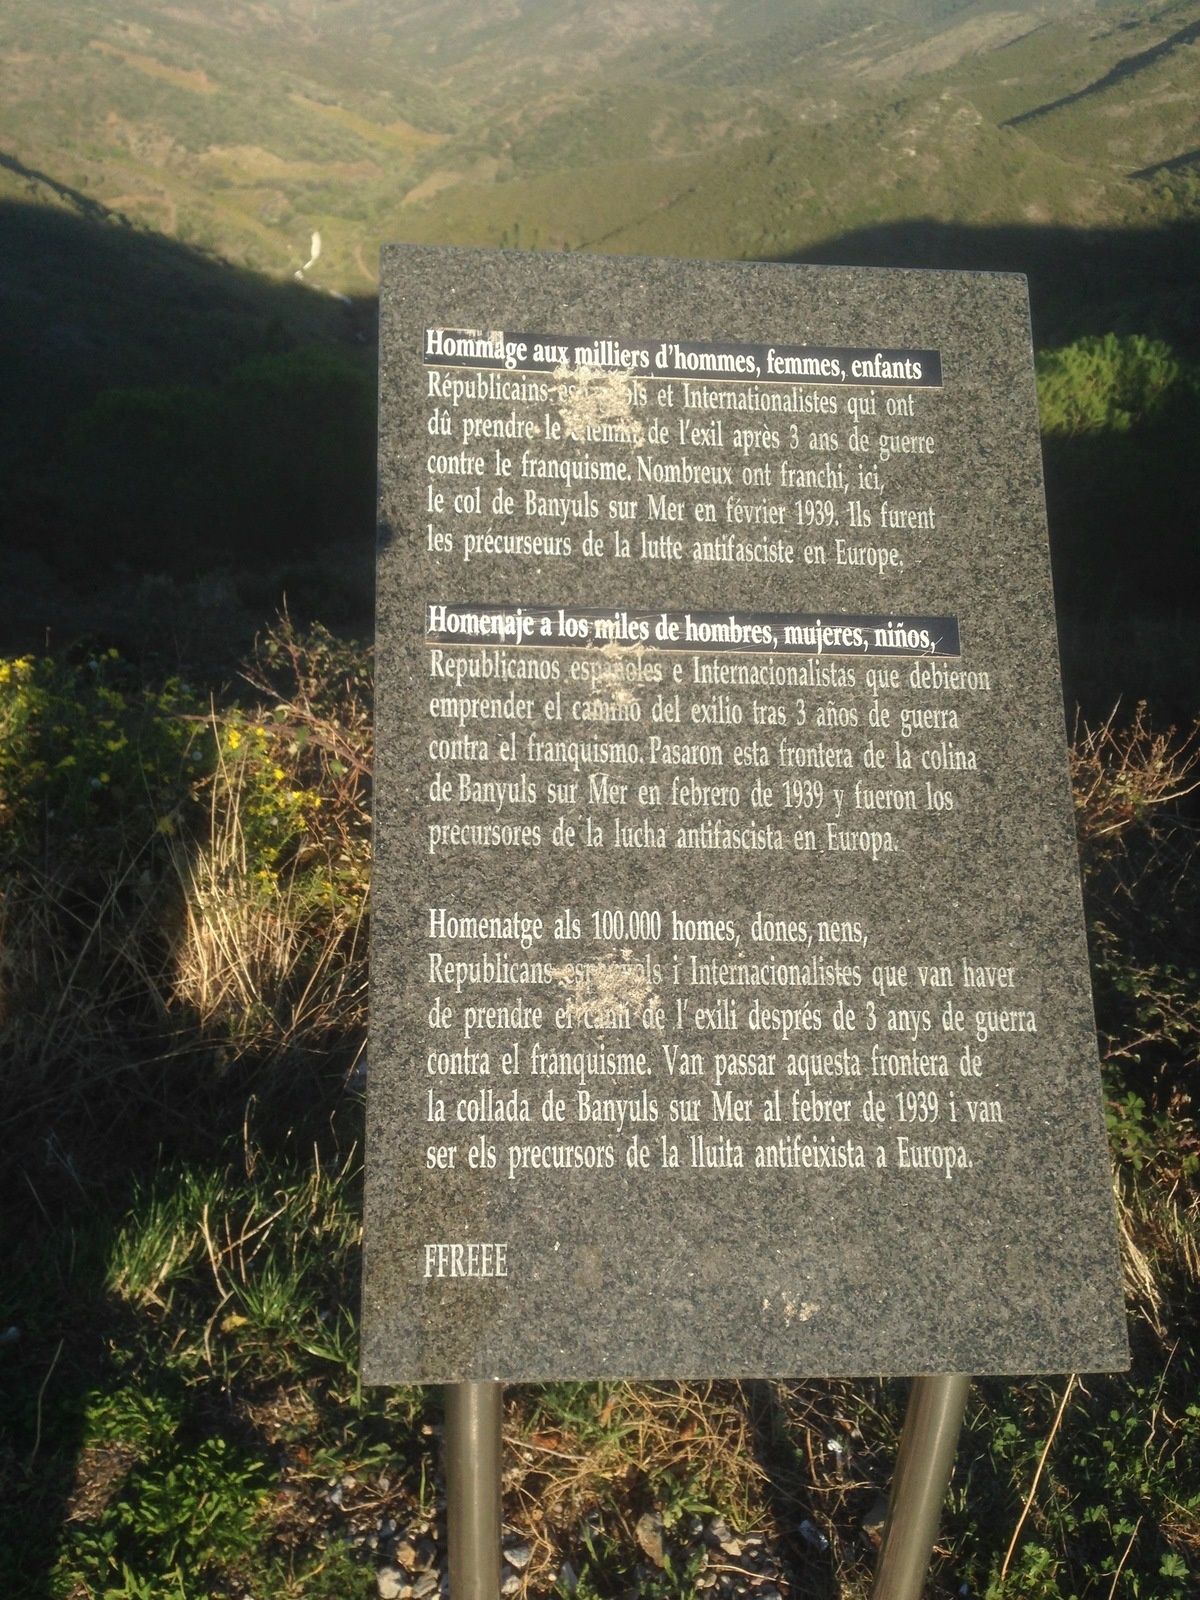 Hommage aux milliers d'hommes, femmes, enfants
Républicains et Internationalistes qui ont
dû prendre le chemin de l'exil après 3 ans de guerre
contre le franquisme. Nombreux ont franchi, ici,
le col de Banyuls sur Mer en février 1939. Ils furent
les précurseurs de la lutte antifasciste en Europe.
Homenaje a los miles de hombres, mujeres, niños,
Republicanos españoles e Internacionalistas que debieron
emprender el camino del exilio tras 3 años de guerra
contra el franquismo. Pasaron esta frontera de la colina
de Banyuls sur Mer en febrero de 1939 y fueron los
precursores de la lucha antifascista en Europa.
Homenatge als 100.000 homes, dones, nens,
Republicans espanyols i Internacionalistes que van haver
de prendre el camí de l'exili després de 3 anys de guerra
contra el franquisme. Van passar aquesta frontera de
la collada de Banyuls sur Mer al febrer de 1939 i van
ser els precursors de la lluita antifeixista a Europa.
FFREEE